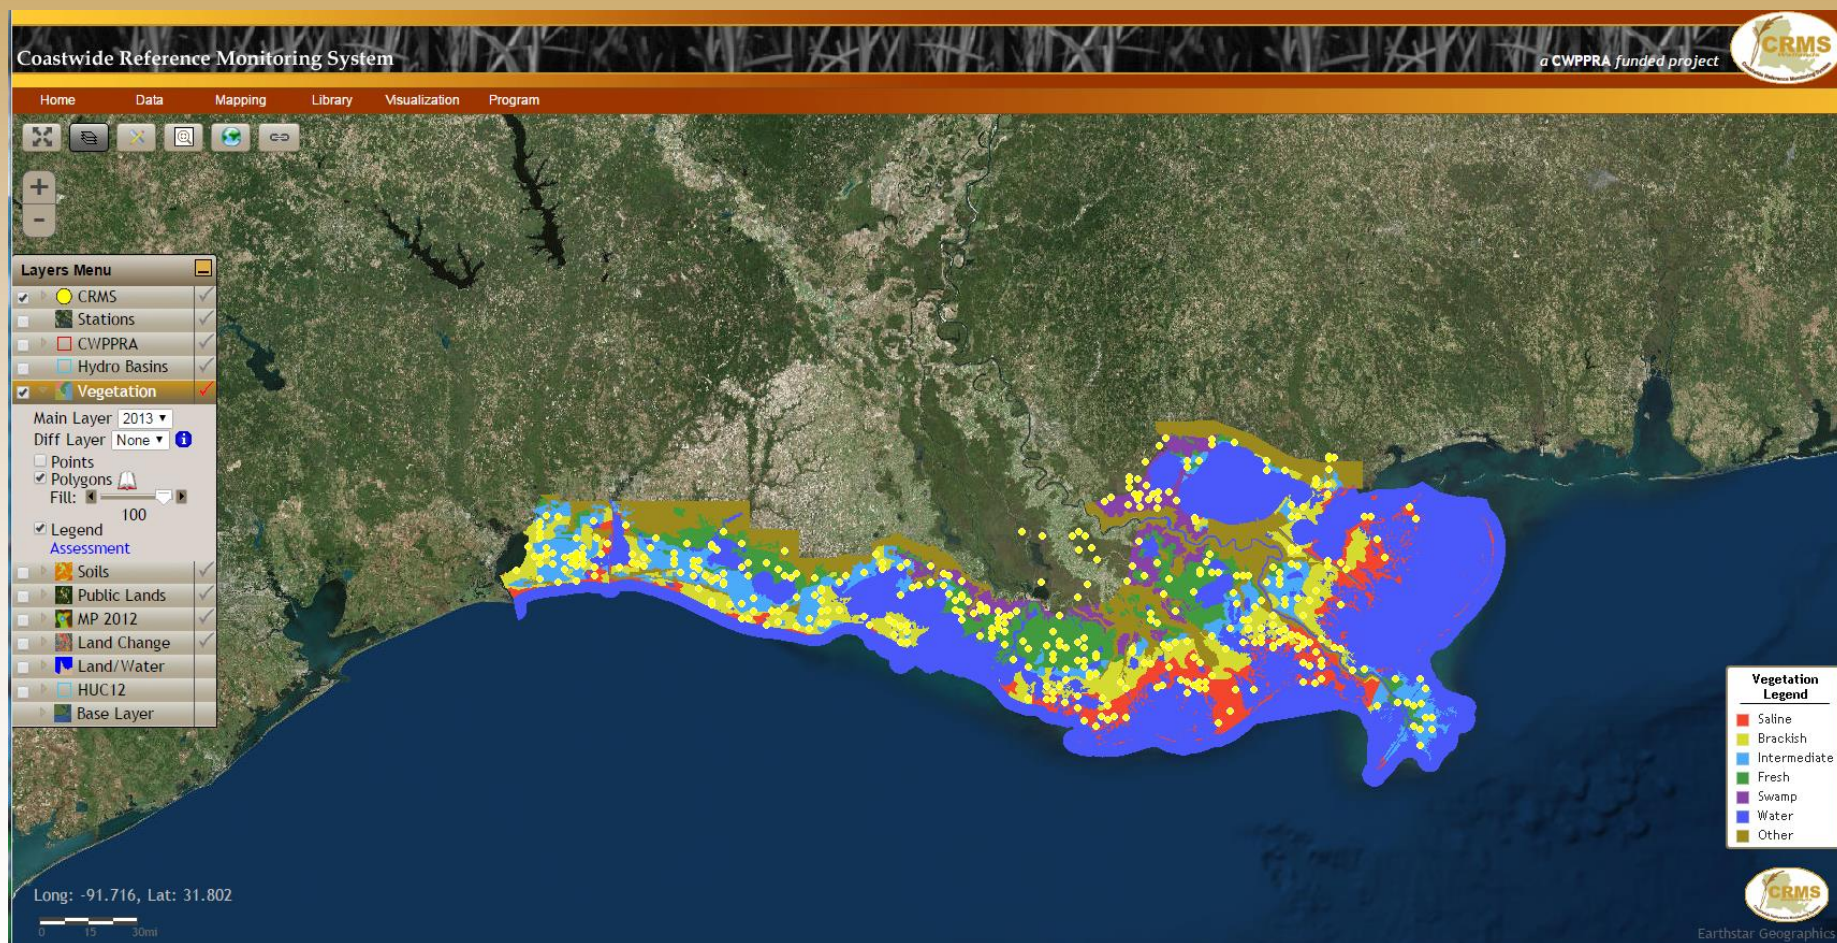 Coastwide Reference Monitoring System
a CWPPRA funded project
CRMS
Home Data Mapping Library Visualization Program
Layers Menu
CRMS
Stations
CWPPRA
Hydro Basins
Vegetation
Main Layer 2013
Diff Layer None
Points
Polygons
Fill:
100
Legend
Assessment
Soils
Public Lands
MP 2012
Land Change
Land/Water
HUC12
Base Layer
Vegetation
Legend
Saline
Brackish
Intermediate
Fresh
Swamp
Water
Other
Long: -91.716, Lat: 31.802
0 15 30mi
CRMS
Earthstar Geographics